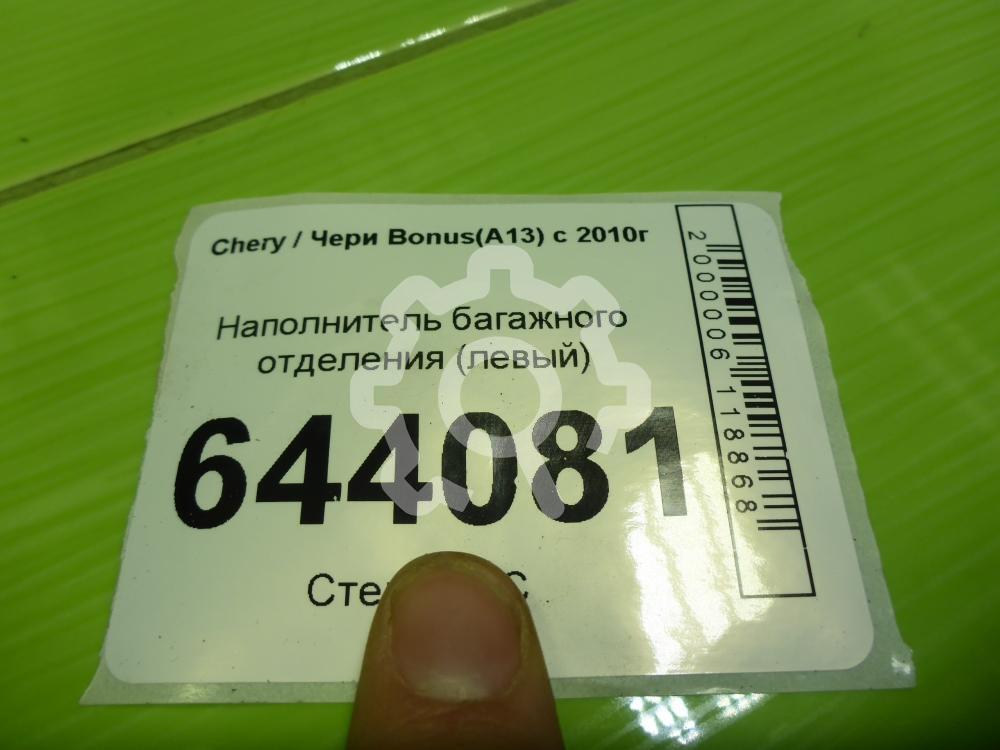 Chery / Чери Bonus(A13) с 2010г
Наполнитель багажного
отделения (левый)
644081
2000006118868